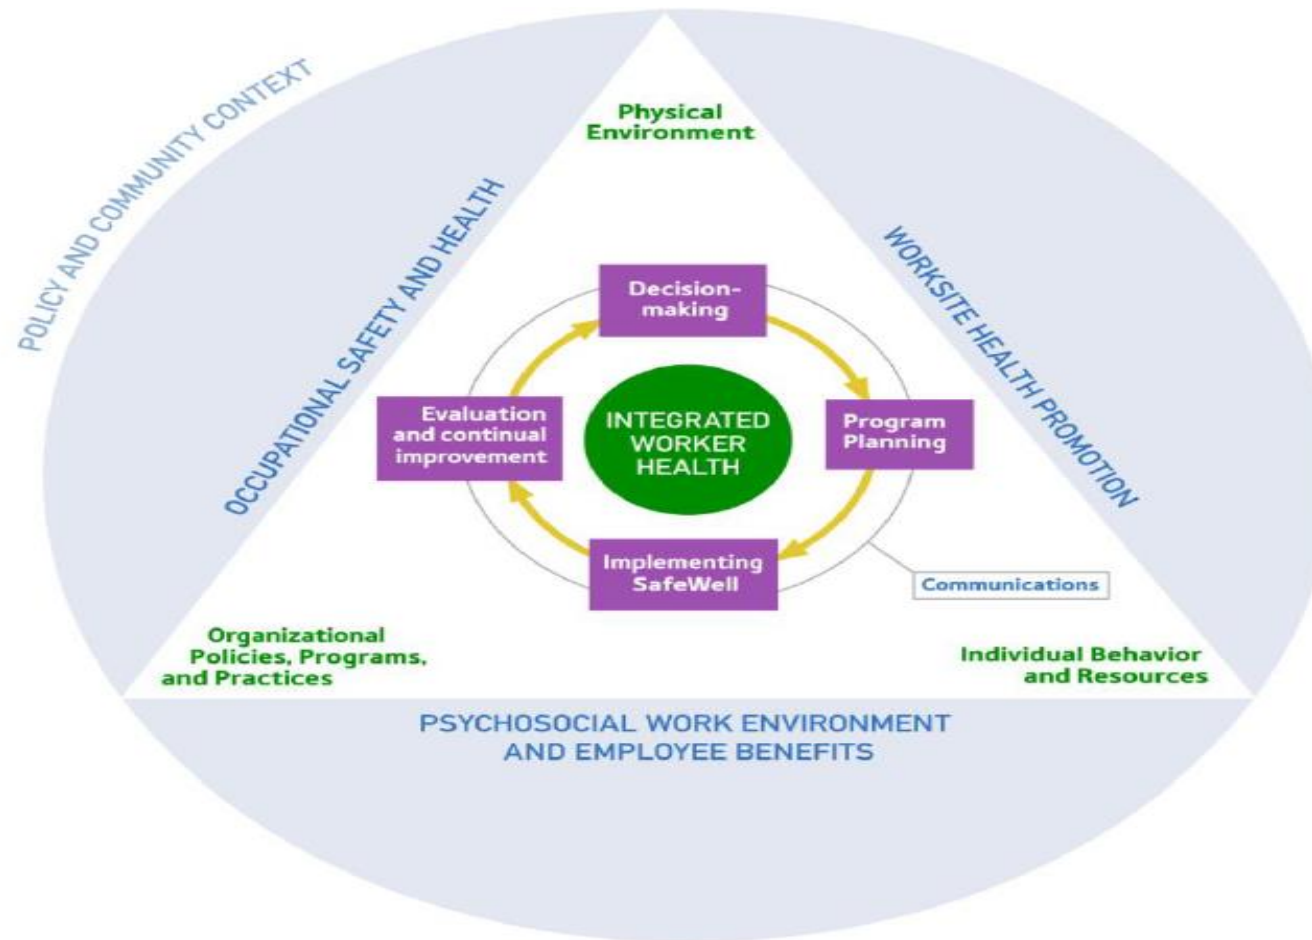 POLICY AND COMMUNITY CONTEXT
OCCUPATIONAL SAFETY AND HEALTH
WORKSITE HEALTH PROMOTION
Physical
Environment
Decision-
making
Evaluation
and continual
improvement
INTEGRATED
WORKER
HEALTH
Program
Planning
Implementing
SafeWell
Communications
Organizational
Policies, Programs,
and Practices
Individual Behavior
and Resources
PSYCHOSOCIAL WORK ENVIRONMENT
AND EMPLOYEE BENEFITS